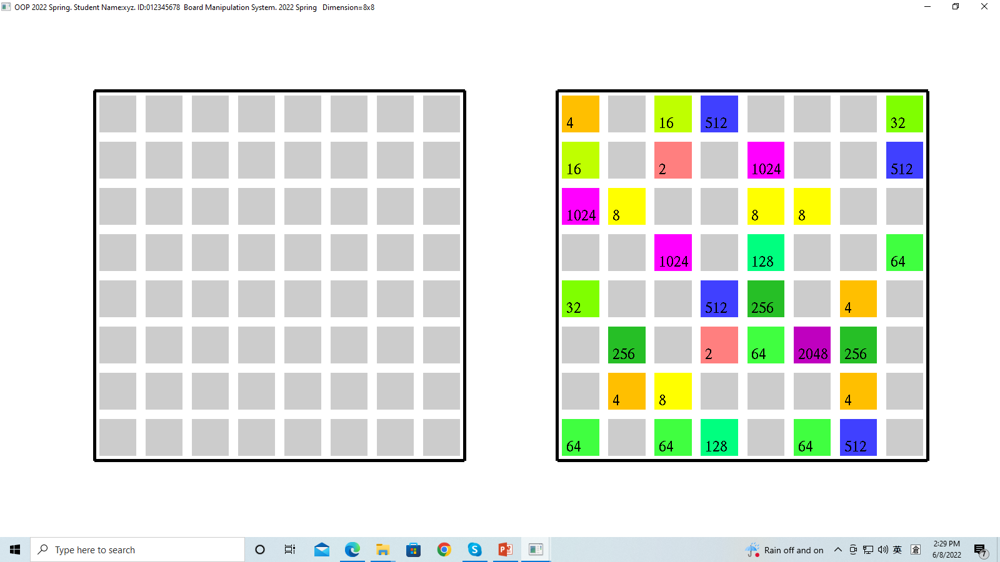 OOP 2022 Spring. Student Name:xyz. ID:012345678  Board Manipulation System. 2022 Spring   Dimension=8x8
4 16 512 32
16 2 1024 512
1024 8 8 8
1024 128 64
32 512 256 4
256 2 64 2048 256
4 8 4
64 64 128 64 512
Type here to search
Rain off and on
英
倉
2:29 PM
6/8/2022
7